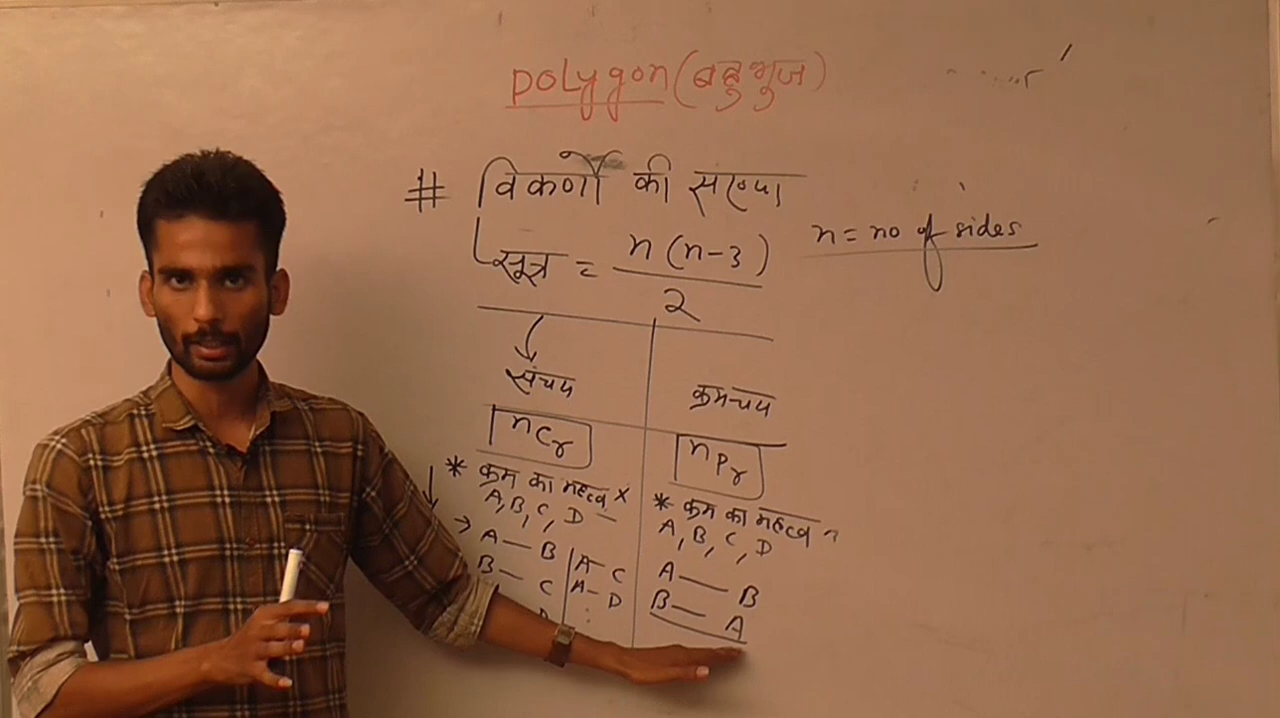 polygon (बहुभुज)
# विकर्णों की संख्या
सूत्र = n(n-3)/2
n = no of sides
संचय
nCr
* क्रम का महत्व x
A, B, C, D
→ A — B
B — C
D
A — C
A — D
क्रमचय
nPr
* क्रम का महत्व
A, B, C, D
A — B
B — A